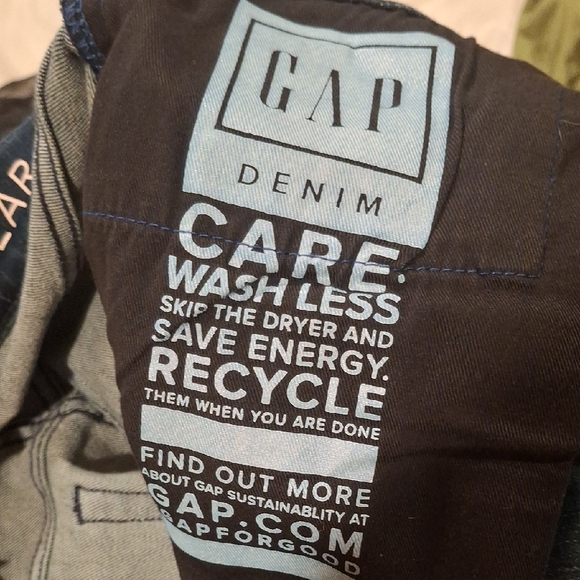 GAP
DENIM
CARE.
WASH LESS
SKIP THE DRYER AND
SAVE ENERGY.
RECYCLE
THEM WHEN YOU ARE DONE
FIND OUT MORE
ABOUT GAP SUSTAINABLITY AT
GAP.COM
GAPFORGOOD